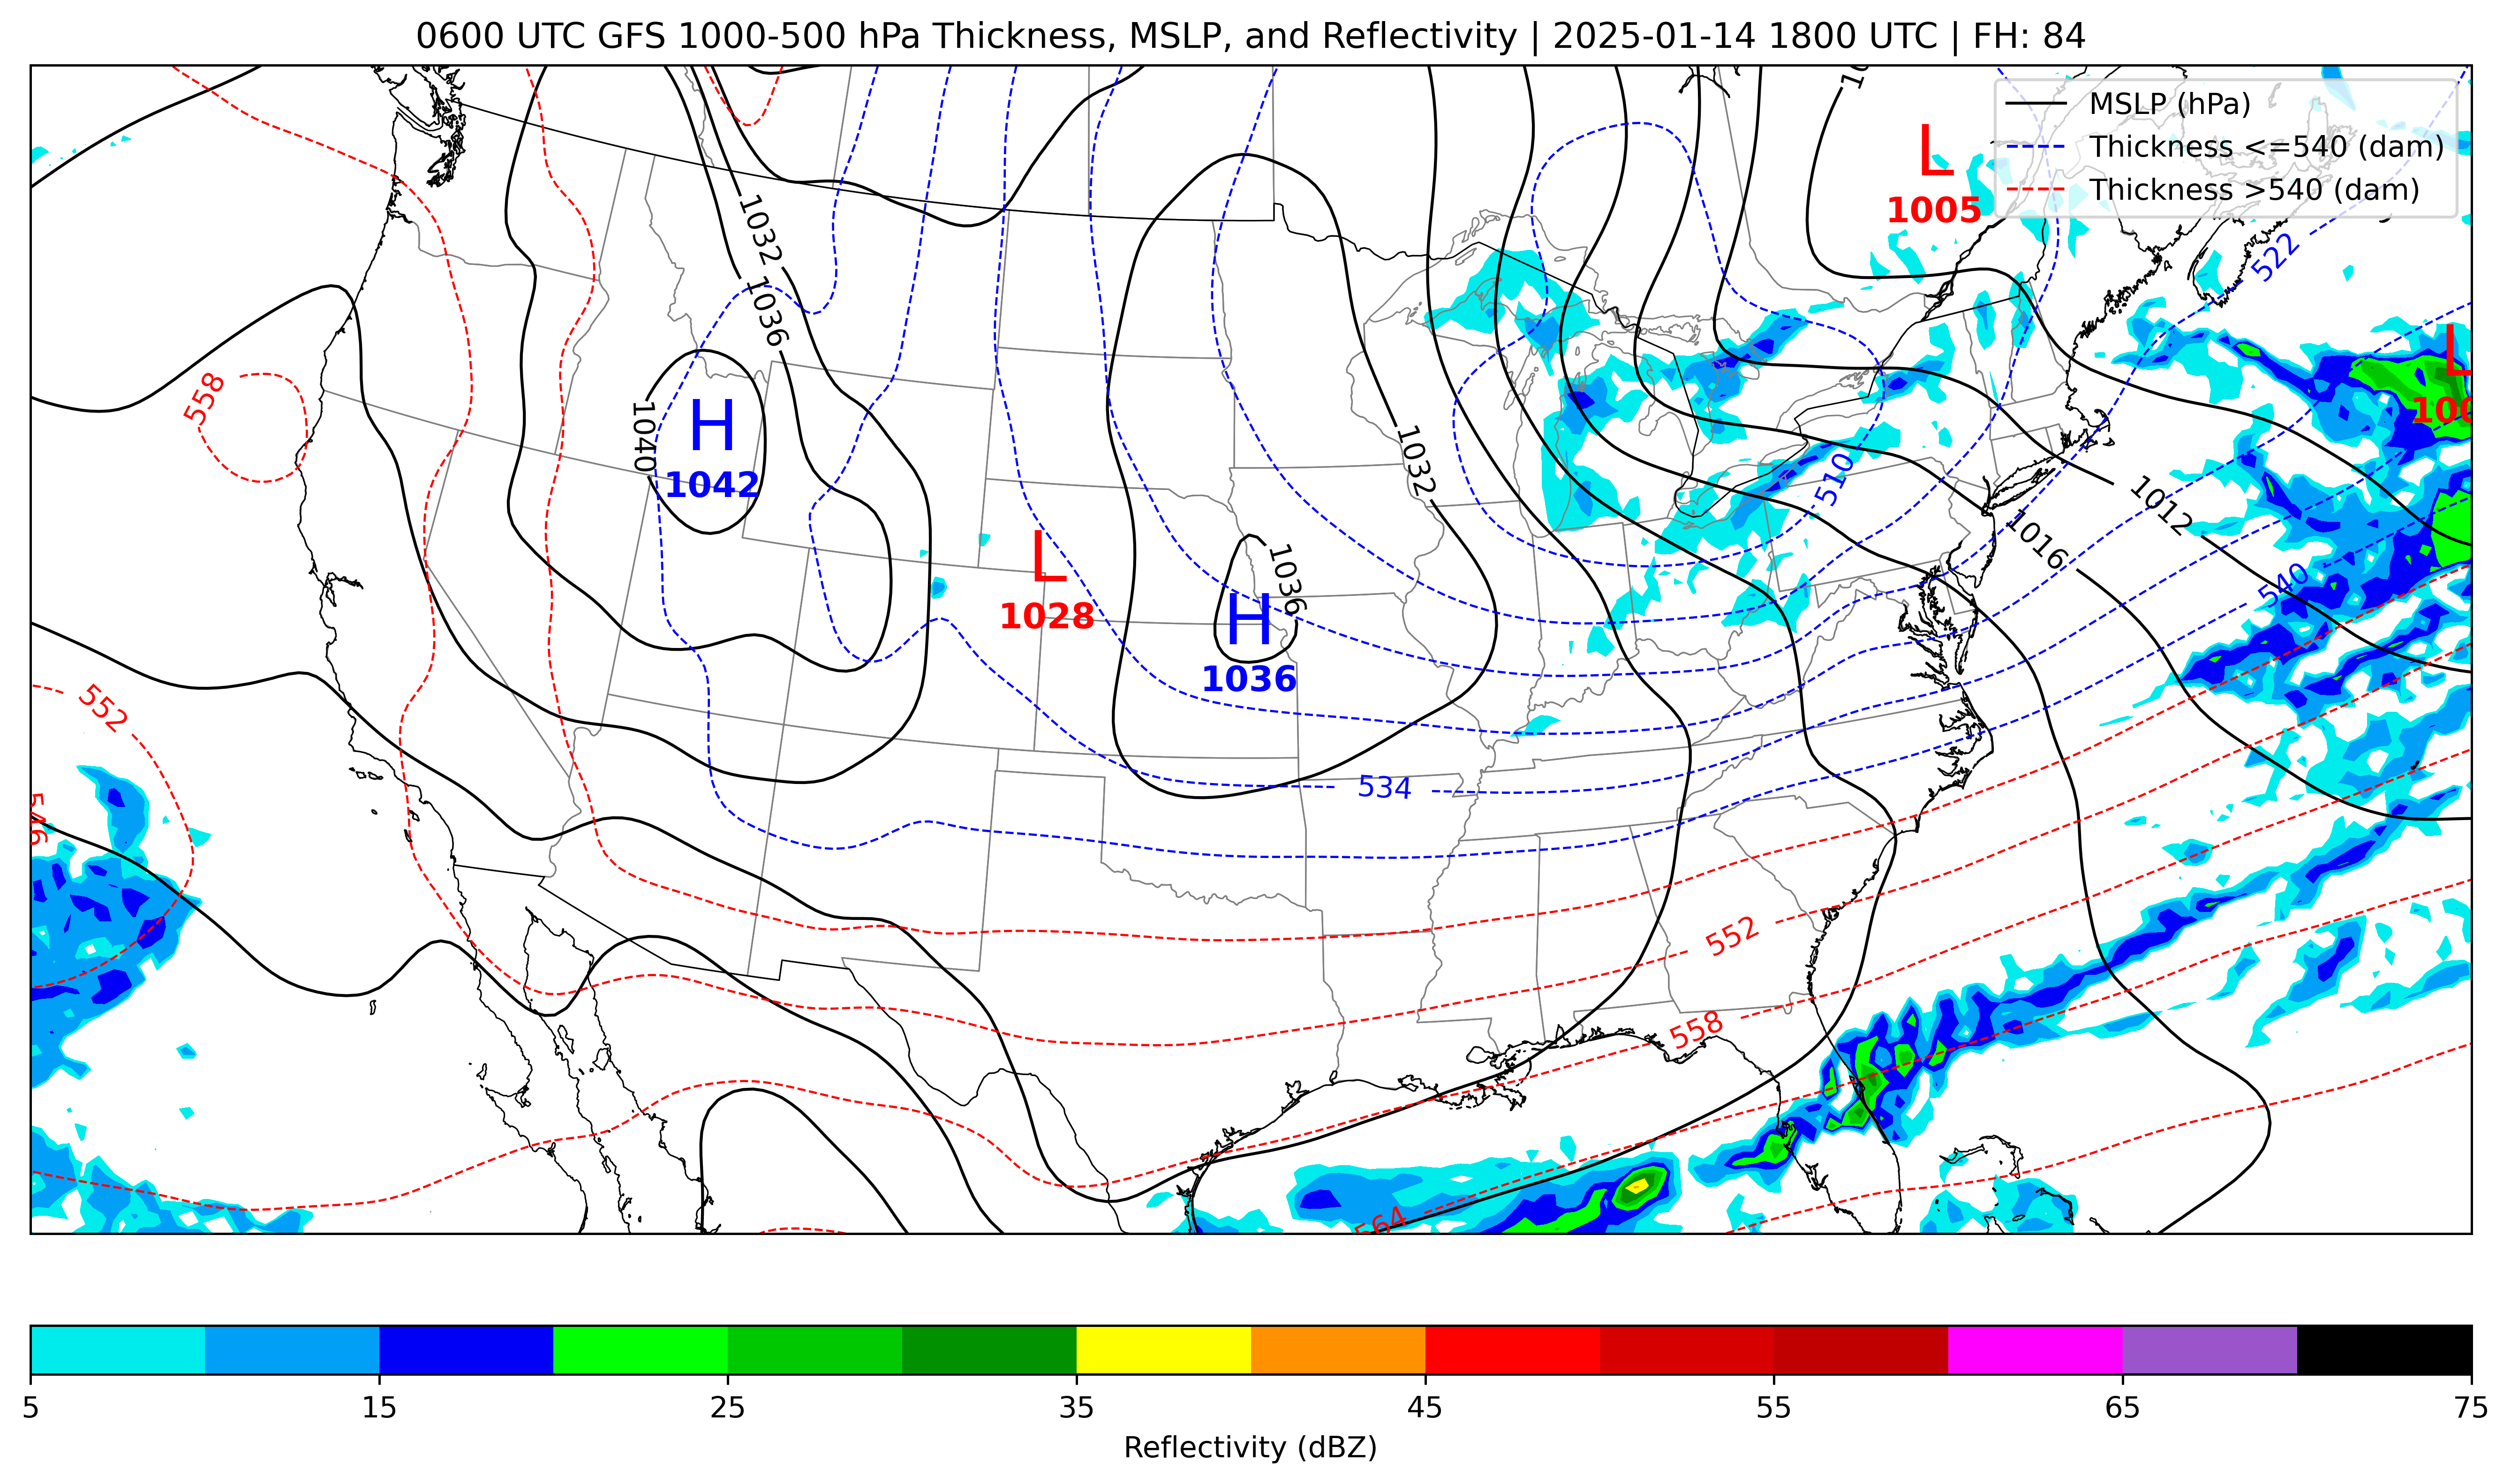 0600 UTC GFS 1000-500 hPa Thickness, MSLP, and Reflectivity | 2025-01-14 1800 UTC | FH: 84
MSLP (hPa)
Thickness <=540 (dam)
Thickness >540 (dam)
L
1005
1032
522
1036
L
558
H
1042
1040
1032
510
1012
1016
L
1028
1036
H
1036
540
552
534
546
552
558
564
5 15 25 35 45 55 65 75
Reflectivity (dBZ)